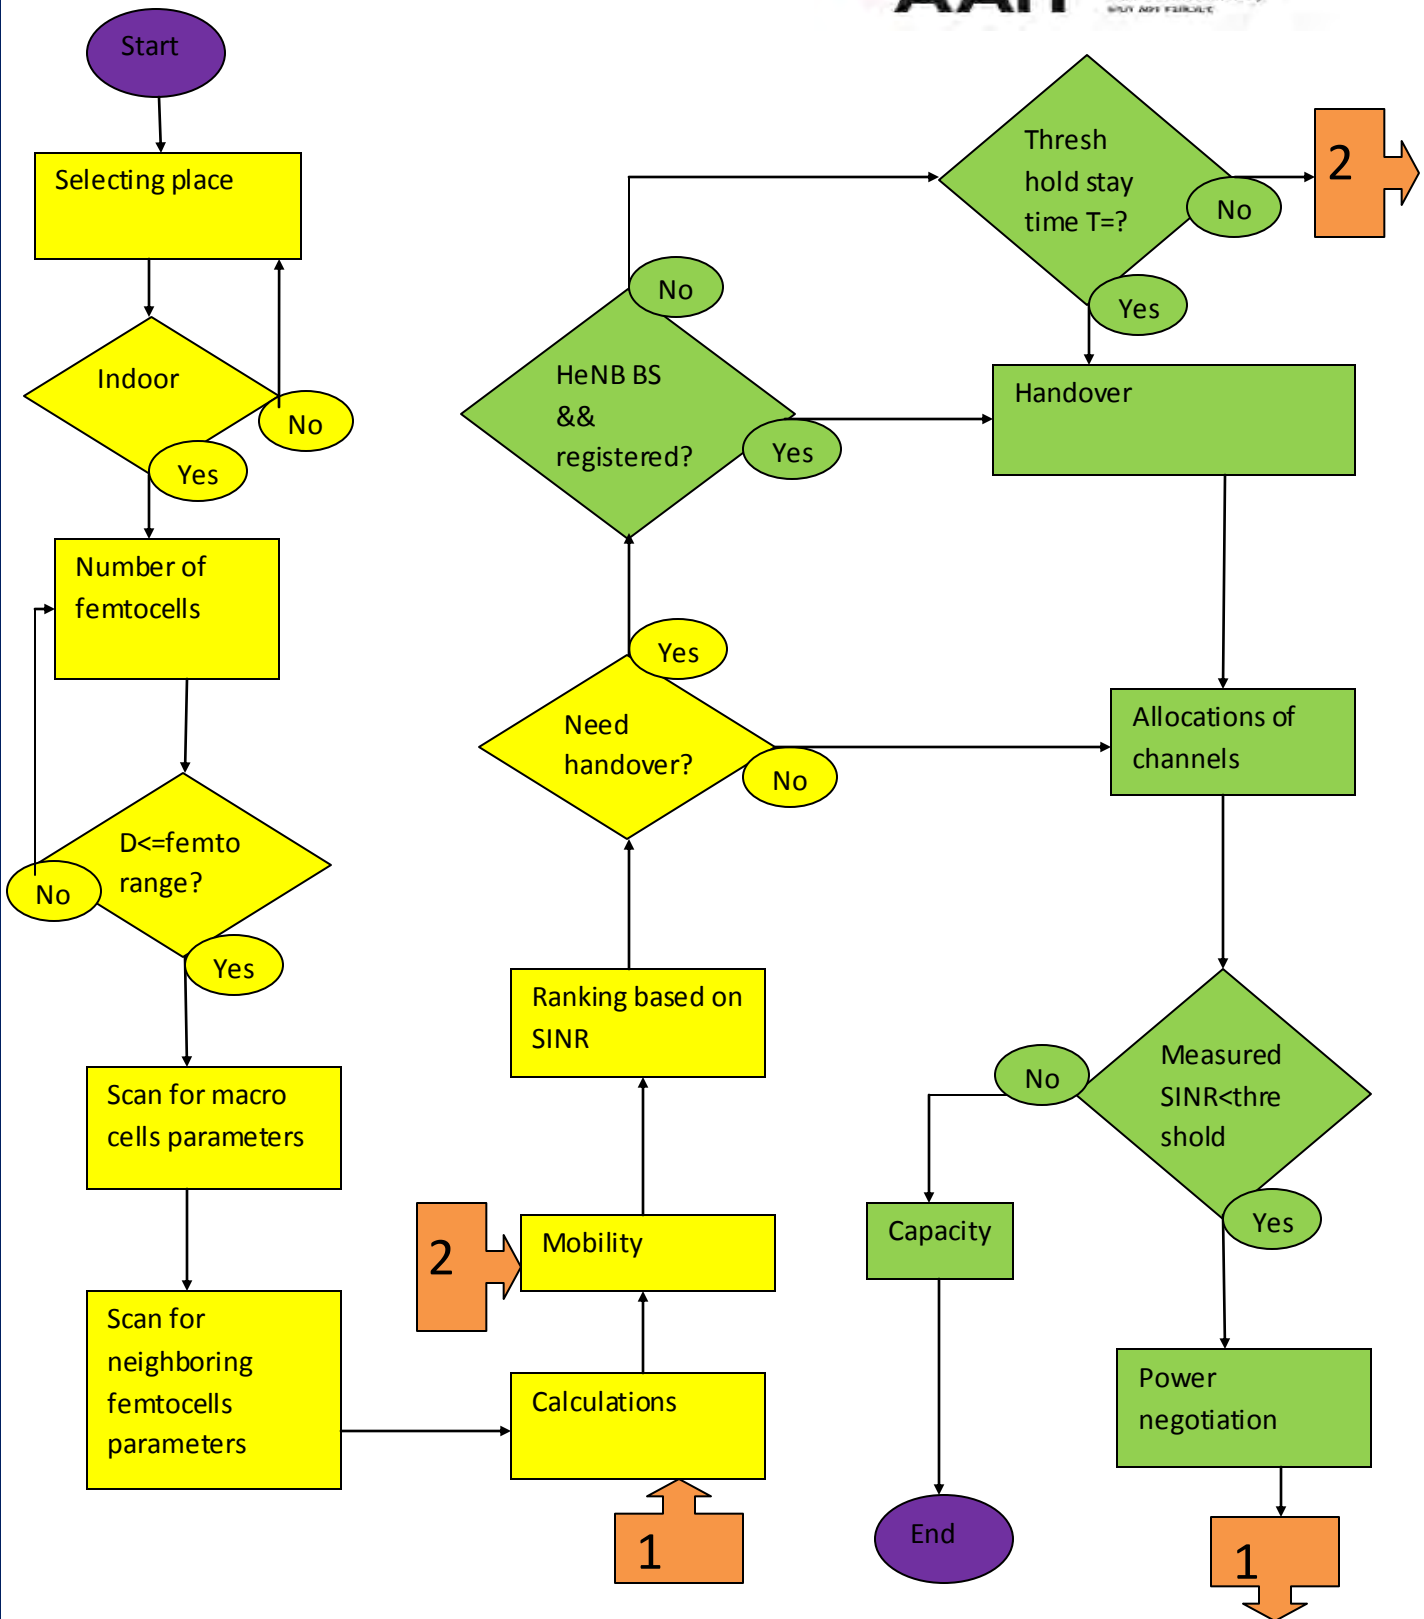 Start
Selecting place
Indoor
No
Yes
Number of
femtocells
D<=femto
range?
No
Yes
Scan for macro
cells parameters
Scan for
neighboring
femtocells
parameters
Thresh
hold stay
time T=?
No
2
Yes
No
HeNB BS
&&
registered?
Yes
Handover
Yes
Need
handover?
No
Allocations of
channels
Ranking based on
SINR
2
Mobility
Calculations
1
Measured
SINR<thre
shold
No
Yes
Capacity
Power
negotiation
End
1